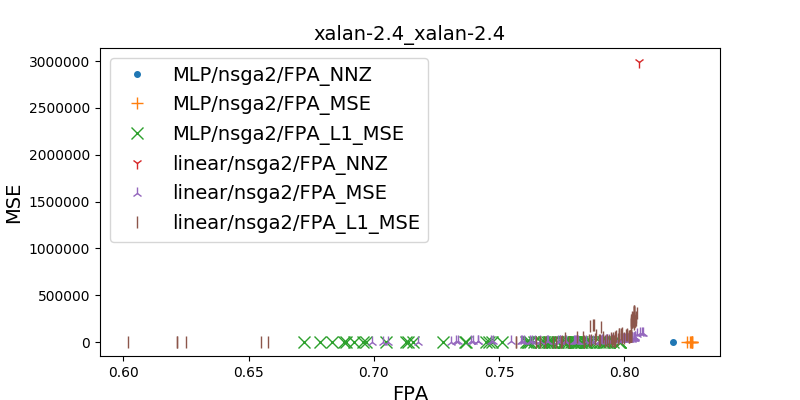 xalan-2.4_xalan-2.4
MSE
3000000
2500000
2000000
1500000
1000000
500000
0
MLP/nsga2/FPA_NNZ
MLP/nsga2/FPA_MSE
MLP/nsga2/FPA_L1_MSE
linear/nsga2/FPA_NNZ
linear/nsga2/FPA_MSE
linear/nsga2/FPA_L1_MSE
0.60 0.65 0.70 0.75 0.80
FPA